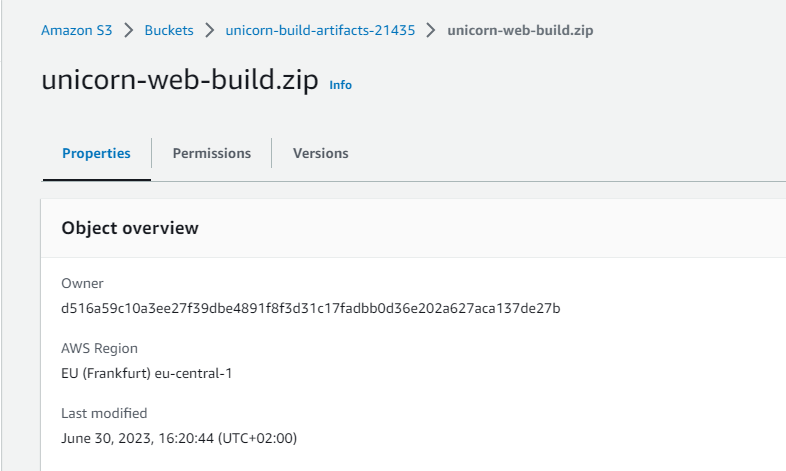 Amazon S3 > Buckets > unicorn-build-artifacts-21435 > unicorn-web-build.zip
unicorn-web-build.zip Info
Properties Permissions Versions
Object overview
Owner
d516a59c10a3ee27f39dbe4891f8f3d31c17fadbb0d36e202a627aca137de27b
AWS Region
EU (Frankfurt) eu-central-1
Last modified
June 30, 2023, 16:20:44 (UTC+02:00)